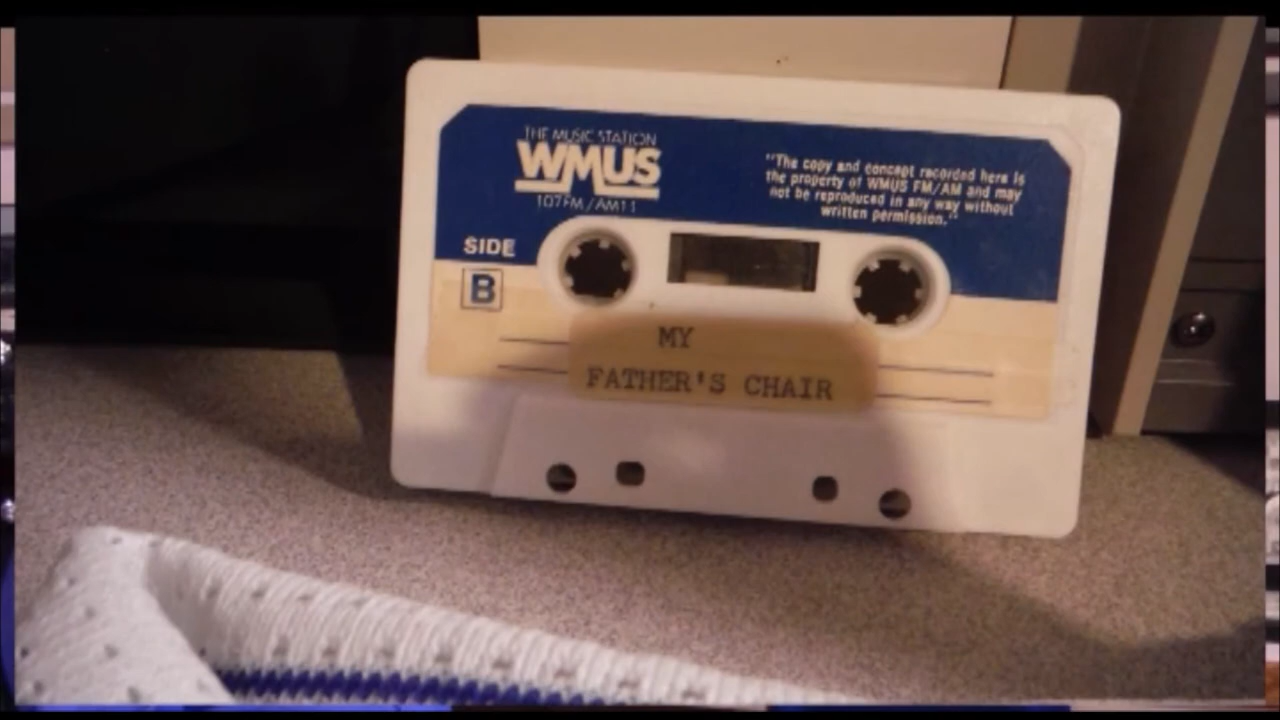 THE MUSIC STATION
WMUS
107FM/AM11
"The copy and concept recorded here is
the property of WMUS FM/AM and may
not be reproduced in any way without
written permission."
SIDE
B
MY
FATHER'S CHAIR